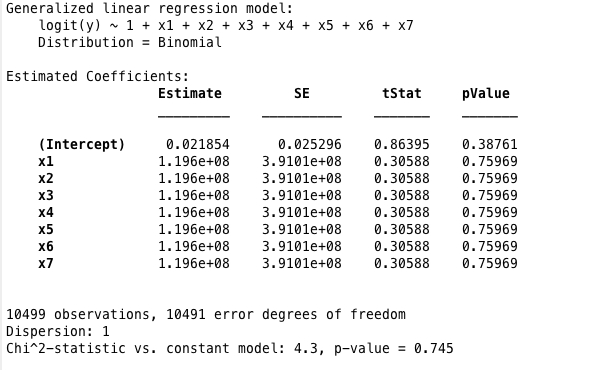 Generalized linear regression model:
logit(y) ~ 1 + x1 + x2 + x3 + x4 + x5 + x6 + x7
Distribution = Binomial
Estimated Coefficients:
Estimate SE tStat pValue
(Intercept) 0.021854 0.025296 0.86395 0.38761
x1 1.196e+08 3.9101e+08 0.30588 0.75969
x2 1.196e+08 3.9101e+08 0.30588 0.75969
x3 1.196e+08 3.9101e+08 0.30588 0.75969
x4 1.196e+08 3.9101e+08 0.30588 0.75969
x5 1.196e+08 3.9101e+08 0.30588 0.75969
x6 1.196e+08 3.9101e+08 0.30588 0.75969
x7 1.196e+08 3.9101e+08 0.30588 0.75969
10499 observations, 10491 error degrees of freedom
Dispersion: 1
Chi^2-statistic vs. constant model: 4.3, p-value = 0.745